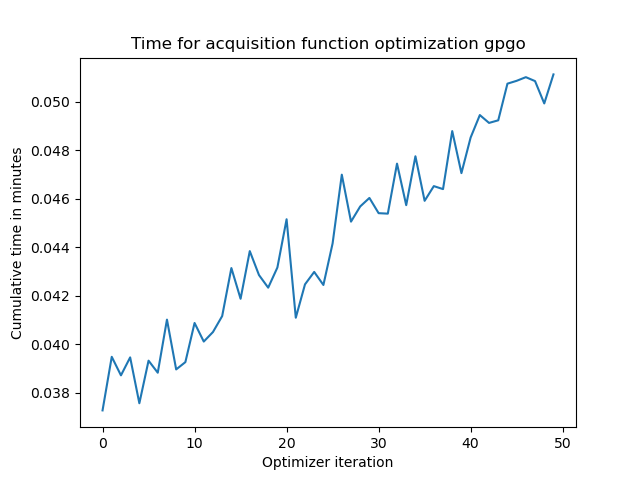 Time for acquisition function optimization gpgo
Cumulative time in minutes
0.050
0.048
0.046
0.044
0.042
0.040
0.038
0 10 20 30 40 50
Optimizer iteration